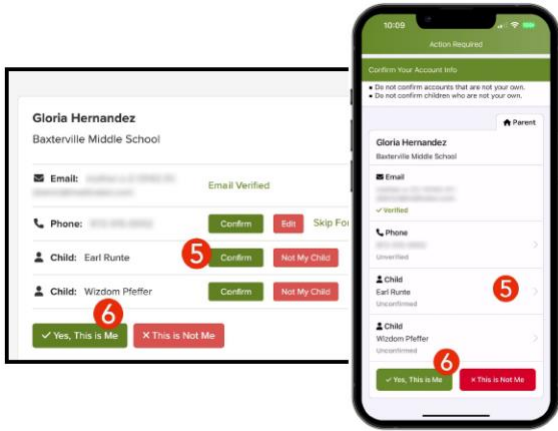 Gloria Hernandez
Baxterville Middle School
Email:
Email Verified
Phone:
Confirm Edit Skip For
Child: Earl Runte
5 Confirm Not My Child
Child: Wizdom Pfeffer
Confirm Not My Child
6
✓ Yes, This is Me × This is Not Me
10:09
Action Required
Confirm Your Account Info
• Do not confirm accounts that are not your own.
• Do not confirm children who are not your own.
Parent
Gloria Hernandez
Baxterville Middle School
Email
✓ Verified
Phone
Unverified
Child
Earl Runte
5
Unconfirmed
Child
Wizdom Pfeffer
Unconfirmed
6
✓ Yes, This is Me × This is Not Me